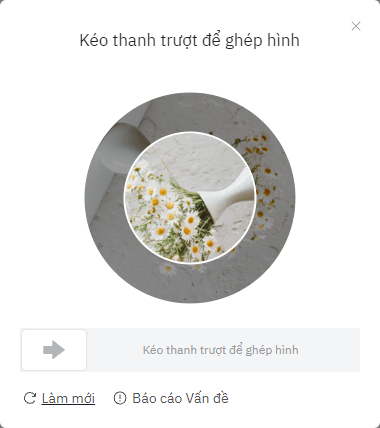 Kéo thanh trượt để ghép hình
Kéo thanh trượt để ghép hình
Làm mới
Báo cáo Vấn đề